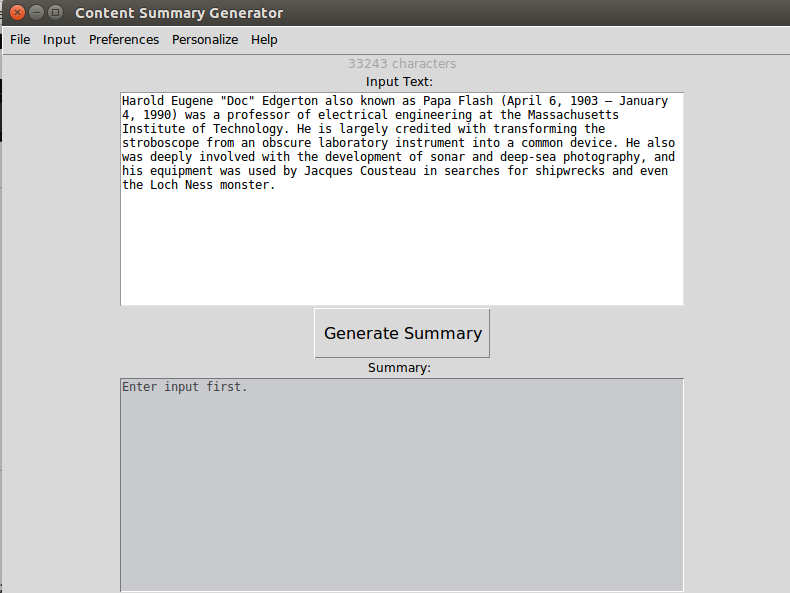 Content Summary Generator
File Input Preferences Personalize Help
33243 characters
Input Text:
Harold Eugene "Doc" Edgerton also known as Papa Flash (April 6, 1903 – January
4, 1990) was a professor of electrical engineering at the Massachusetts
Institute of Technology. He is largely credited with transforming the
stroboscope from an obscure laboratory instrument into a common device. He also
was deeply involved with the development of sonar and deep-sea photography, and
his equipment was used by Jacques Cousteau in searches for shipwrecks and even
the Loch Ness monster.
Generate Summary
Summary:
Enter input first.